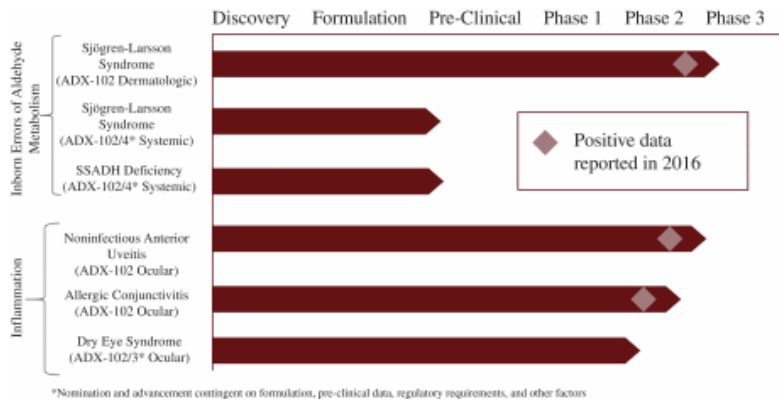 Discovery Formulation Pre-Clinical Phase 1 Phase 2 Phase 3
Inborn Errors of Aldehyde
Metabolism
Sjögren-Larsson
Syndrome
(ADX-102 Dermatologic)
Sjögren-Larsson
Syndrome
(ADX-102/4* Systemic)
SSADH Deficiency
(ADX-102/4* Systemic)
Positive data
reported in 2016
Inflammation
Noninfectious Anterior
Uveitis
(ADX-102 Ocular)
Allergic Conjunctivitis
(ADX-102 Ocular)
Dry Eye Syndrome
(ADX-102/3* Ocular)
*Nomination and advancement contingent on formulation, pre-clinical data, regulatory requirements, and other factors